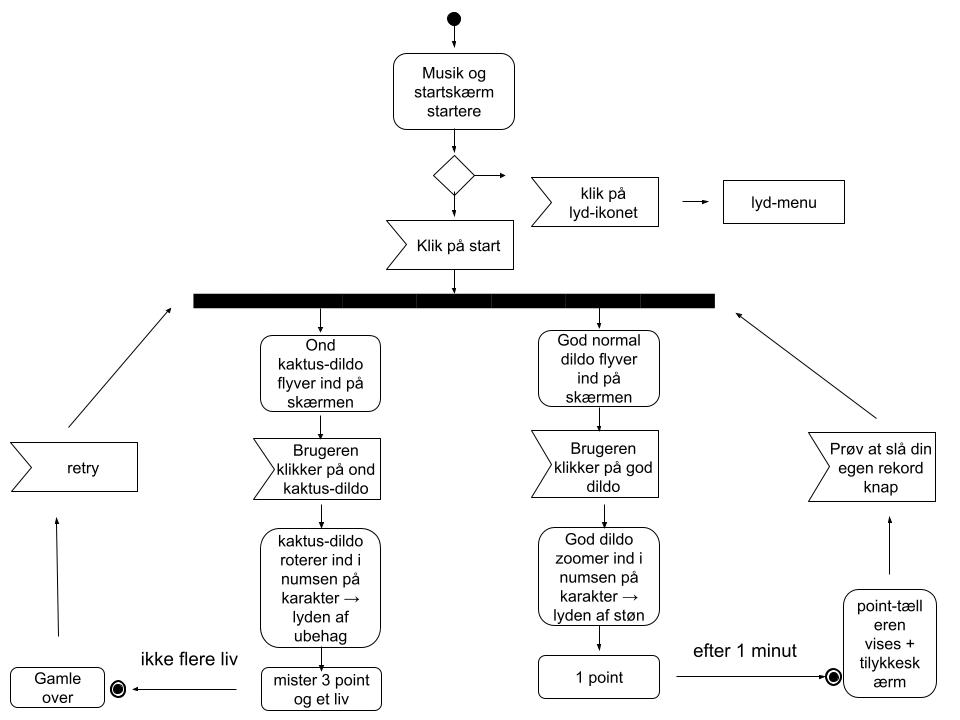 Musik og
startskærm
startere
klik på
lyd-ikonet
lyd-menu
Klik på start
Ond
kaktus-dildo
flyver ind på
skærmen
God normal
dildo flyver
ind på
skærmen
retry
Brugeren
klikker på ond
kaktus-dildo
Brugeren
klikker på god
dildo
Prøv at slå din
egen rekord
knap
kaktus-dildo
roterer ind i
numsen på
karakter →
lyden af
ubehag
God dildo
zoomer ind i
numsen på
karakter →
lyden af støn
point-tæll
eren
vises +
tilykkesk
ærm
ikke flere liv
efter 1 minut
Gamle
over
mister 3 point
og et liv
1 point